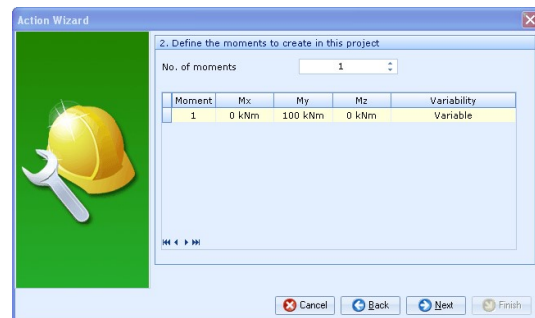 Action Wizard
2. Define the moments to create in this project
No. of moments 1
Moment Mx My Mz Variability
1 0 kNm 100 kNm 0 kNm Variable
Cancel Back Next Finish